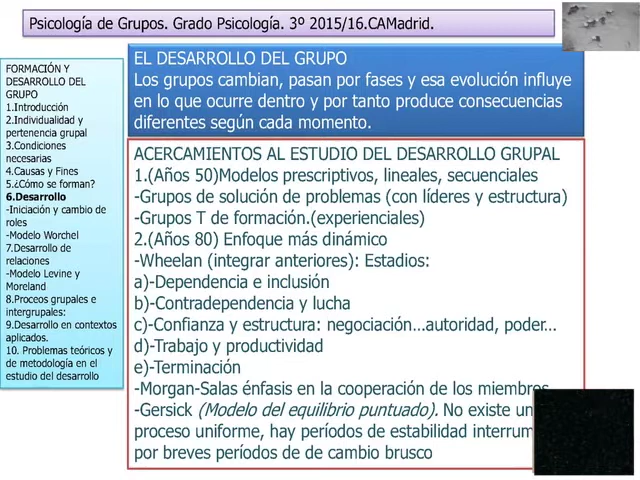 Psicología de Grupos. Grado Psicología. 3º 2015/16.CAMadrid.
FORMACIÓN Y
DESARROLLO DEL
GRUPO
1.Introducción
2.Individualidad y
pertenencia grupal
3.Condiciones
necesarias
4.Causas y Fines
5.¿Cómo se forman?
6.Desarrollo
-Iniciación y cambio de
roles
-Modelo Worchel
7.Desarrollo de
relaciones
-Modelo Levine y
Moreland
8.Proceos grupales e
intergrupales:
9.Desarrollo en contextos
aplicados.
10. Problemas teóricos y
de metodología en el
estudio del desarrollo
EL DESARROLLO DEL GRUPO
Los grupos cambian, pasan por fases y esa evolución influye
en lo que ocurre dentro y por tanto produce consecuencias
diferentes según cada momento.
ACERCAMIENTOS AL ESTUDIO DEL DESARROLLO GRUPAL
1.(Años 50)Modelos prescriptivos, lineales, secuenciales
-Grupos de solución de problemas (con líderes y estructura)
-Grupos T de formación.(experienciales)
2.(Años 80) Enfoque más dinámico
-Wheelan (integrar anteriores): Estadios:
a)-Dependencia e inclusión
b)-Contradependencia y lucha
c)-Confianza y estructura: negociación…autoridad, poder…
d)-Trabajo y productividad
e)-Terminación
-Morgan-Salas énfasis en la cooperación de los miembros
-Gersick (Modelo del equilibrio puntuado). No existe un
proceso uniforme, hay períodos de estabilidad interrum
por breves períodos de de cambio brusco